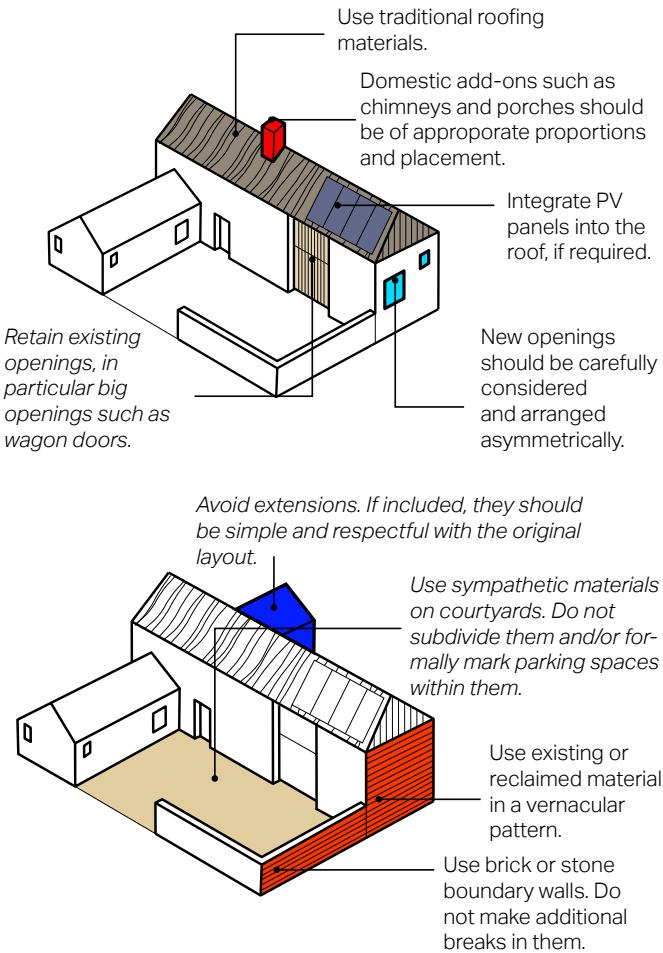 Use traditional roofing
materials.
Domestic add-ons such as
chimneys and porches should
be of approporate proportions
and placement.
Integrate PV
panels into the
roof, if required.
Retain existing
openings, in
particular big
openings such as
wagon doors.
New openings
should be carefully
considered
and arranged
asymmetrically.
Avoid extensions. If included, they should
be simple and respectful with the original
layout.
Use sympathetic materials
on courtyards. Do not
subdivide them and/or for-
mally mark parking spaces
within them.
Use existing or
reclaimed material
in a vernacular
pattern.
Use brick or stone
boundary walls. Do
not make additional
breaks in them.